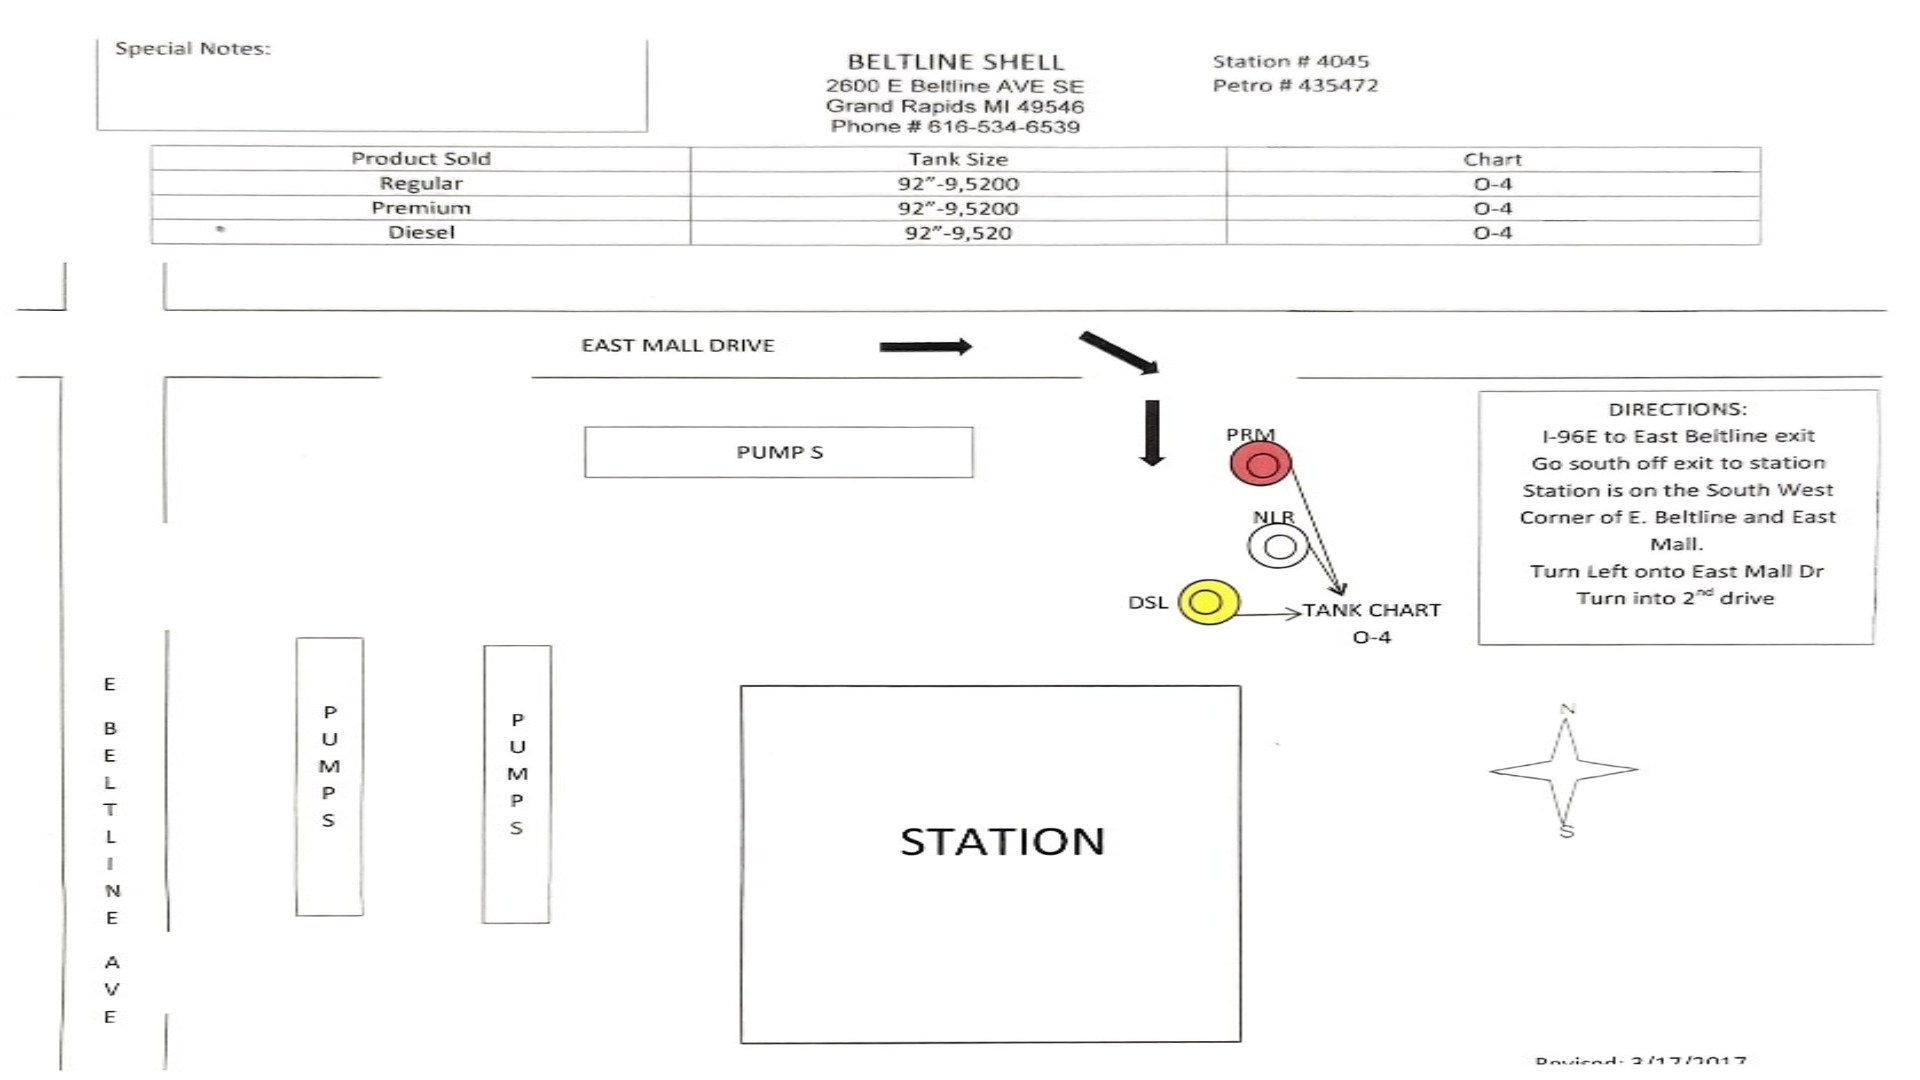 Special Notes:
BELTLINE SHELL
2600 E Beltline AVE SE
Grand Rapids MI 49546
Phone # 616-534-6539
Station # 4045
Petro # 435472
Product Sold Tank Size Chart
Regular 92"-9,5200 O-4
Premium 92"-9,5200 O-4
Diesel 92"-9,520 O-4
EAST MALL DRIVE
PUMP S
PRM
NLR
DSL
TANK CHART
O-4
DIRECTIONS:
I-96E to East Beltline exit
Go south off exit to station
Station is on the South West
Corner of E. Beltline and East
Mall.
Turn Left onto East Mall Dr
Turn into 2nd drive
E BELTLINE AVE
PUMPS
PUMPS
STATION
N
S
Revised: 3/17/2017